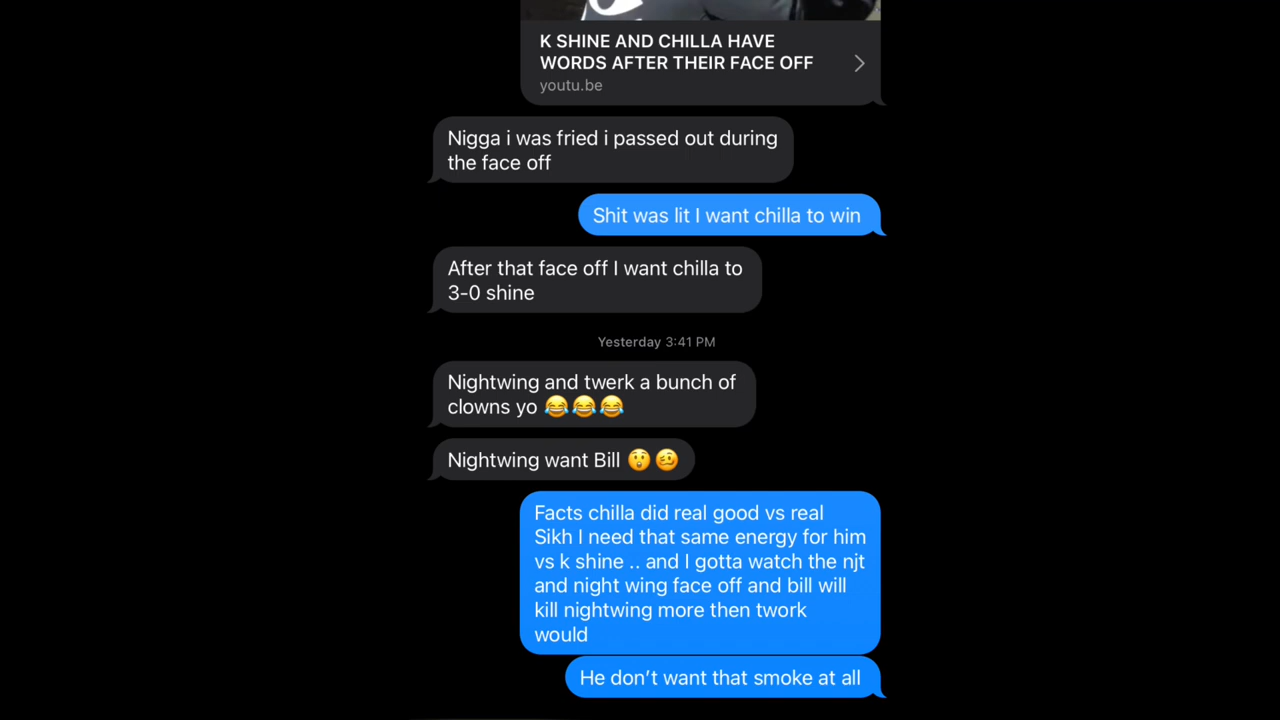 K SHINE AND CHILLA HAVE
WORDS AFTER THEIR FACE OFF
youtu.be
Nigga i was fried i passed out during
the face off
Shit was lit I want chilla to win
After that face off I want chilla to
3-0 shine
Yesterday 3:41 PM
Nightwing and twerk a bunch of
clowns yo 😂😂😂
Nightwing want Bill 😲🥴
Facts chilla did real good vs real
Sikh I need that same energy for him
vs k shine .. and I gotta watch the njt
and night wing face off and bill will
kill nightwing more then twork
would
He don’t want that smoke at all